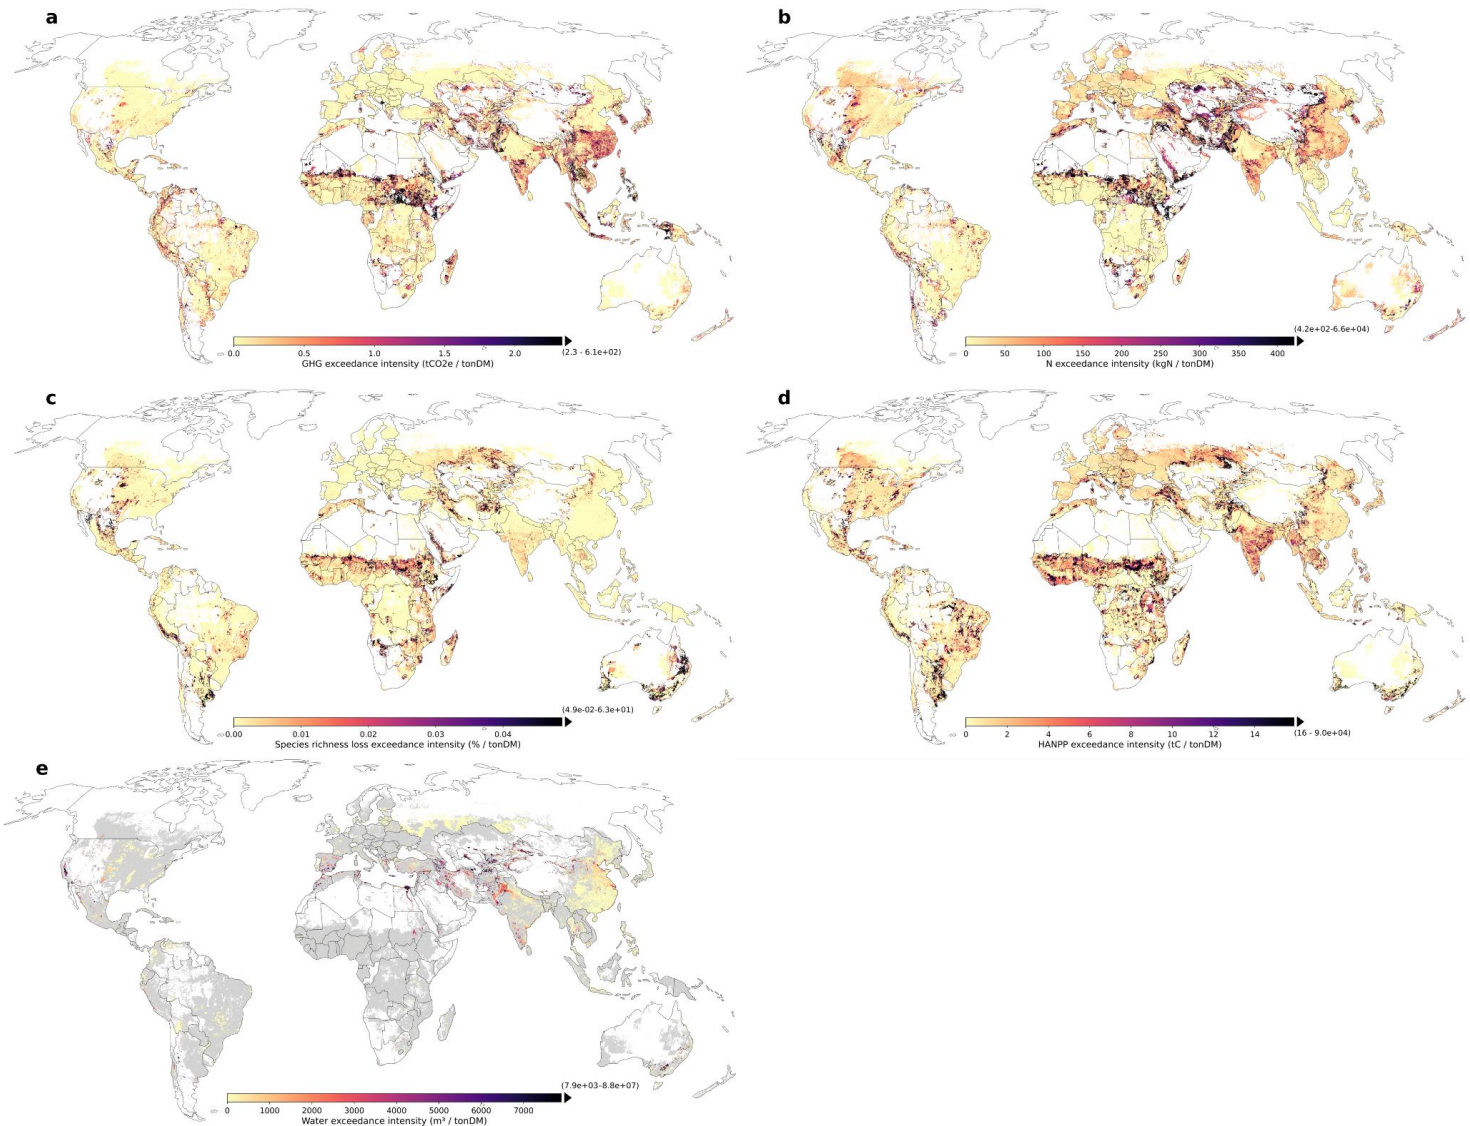 a
b
0.0 0.5 1.0 1.5 2.0
(2.3 - 6.1e+02)
GHG exceedance intensity (tCO2e / tonDM)
(4.2e+02-6.6e+04)
0 50 100 150 200 250 300 350 400
N exceedance intensity (kgN / tonDM)
c
d
(4.9e-02-6.3e+01)
0.00 0.01 0.02 0.03 0.04
Species richness loss exceedance intensity (% / tonDM)
0 2 4 6 8 10 12 14
(16 - 9.0e+04)
HANPP exceedance intensity (tC / tonDM)
e
(7.9e+03-8.8e+07)
0 1000 2000 3000 4000 5000 6000 7000
Water exceedance intensity (m³ / tonDM)